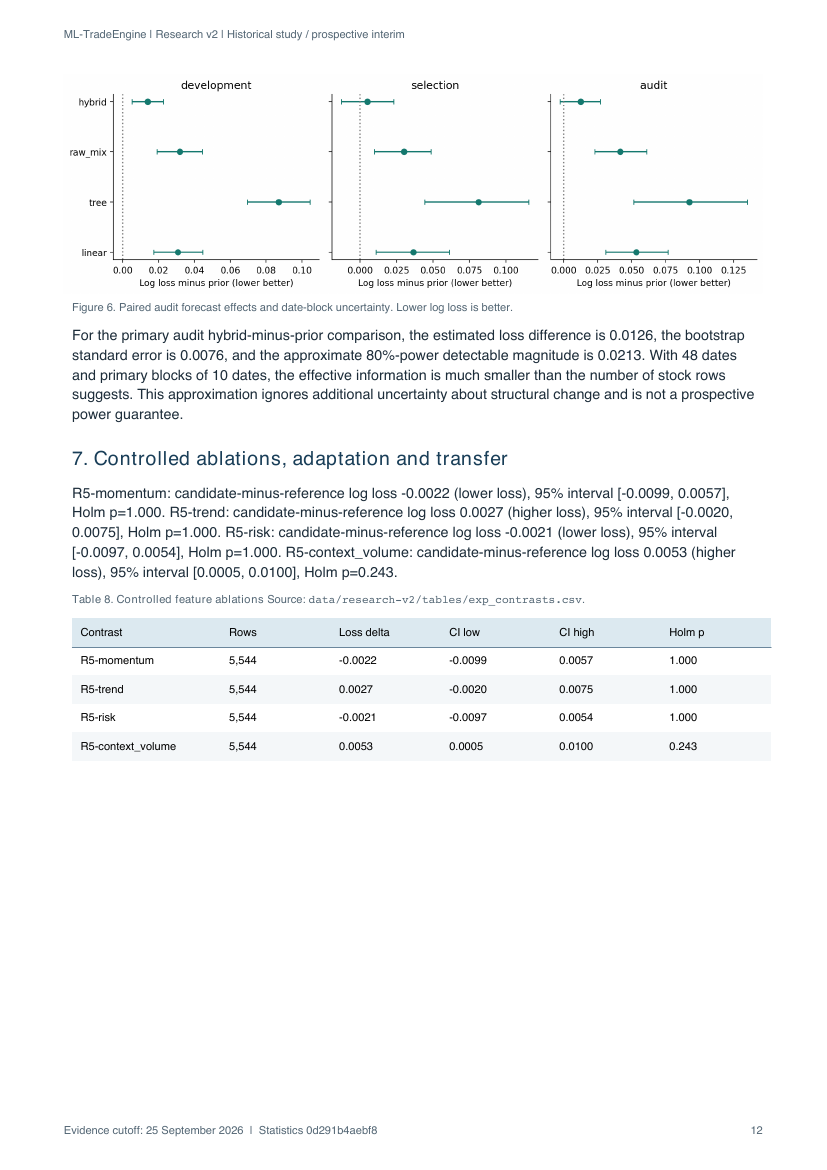 ML-TradeEngine | Research v2 | Historical study / prospective interim
development
selection
audit
hybrid
raw_mix
tree
linear
0.00 0.02 0.04 0.06 0.08 0.10
0.000 0.025 0.050 0.075 0.100
0.000 0.025 0.050 0.075 0.100 0.125
Log loss minus prior (lower better)
Log loss minus prior (lower better)
Log loss minus prior (lower better)
Figure 6. Paired audit forecast effects and date-block uncertainty. Lower log loss is better.
For the primary audit hybrid-minus-prior comparison, the estimated loss difference is 0.0126, the bootstrap
standard error is 0.0076, and the approximate 80%-power detectable magnitude is 0.0213. With 48 dates
and primary blocks of 10 dates, the effective information is much smaller than the number of stock rows
suggests. This approximation ignores additional uncertainty about structural change and is not a prospective
power guarantee.
7. Controlled ablations, adaptation and transfer
R5-momentum: candidate-minus-reference log loss -0.0022 (lower loss), 95% interval [-0.0099, 0.0057],
Holm p=1.000. R5-trend: candidate-minus-reference log loss 0.0027 (higher loss), 95% interval [-0.0020,
0.0075], Holm p=1.000. R5-risk: candidate-minus-reference log loss -0.0021 (lower loss), 95% interval
[-0.0097, 0.0054], Holm p=1.000. R5-context_volume: candidate-minus-reference log loss 0.0053 (higher
loss), 95% interval [0.0005, 0.0100], Holm p=0.243.
Table 8. Controlled feature ablations Source: data/research-v2/tables/exp_contrasts.csv.
Contrast Rows Loss delta CI low CI high Holm p
R5-momentum 5,544 -0.0022 -0.0099 0.0057 1.000
R5-trend 5,544 0.0027 -0.0020 0.0075 1.000
R5-risk 5,544 -0.0021 -0.0097 0.0054 1.000
R5-context_volume 5,544 0.0053 0.0005 0.0100 0.243
Evidence cutoff: 25 September 2026 | Statistics 0d291b4aebf8
12